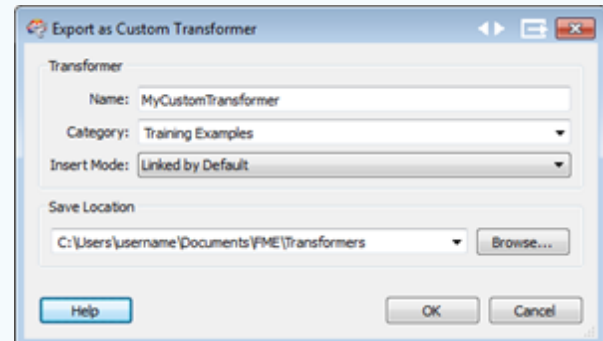 Export as Custom Transformer
Transformer
Name: MyCustomTransformer
Category: Training Examples
Insert Mode: Linked by Default
Save Location
C:\Users\username\Documents\FME\Transformers Browse...
Help OK Cancel